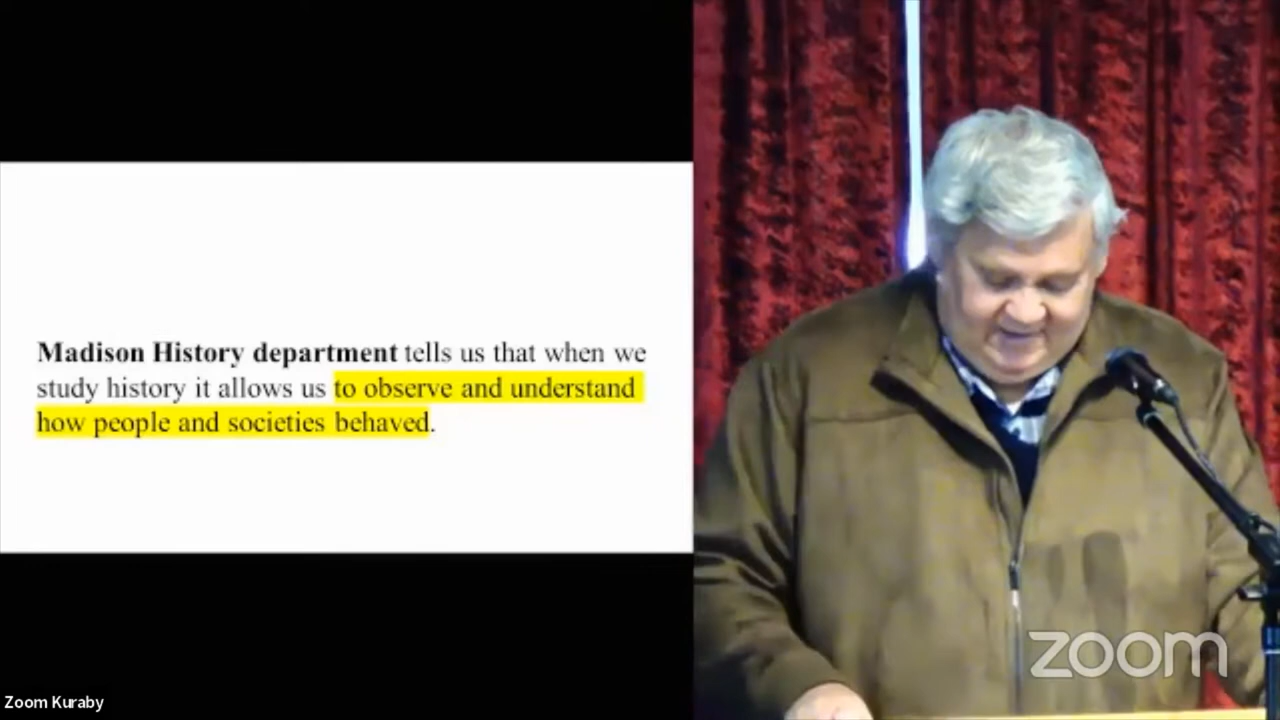 Madison History department tells us that when we
study history it allows us to observe and understand
how people and societies behaved.
zoom
Zoom Kuraby